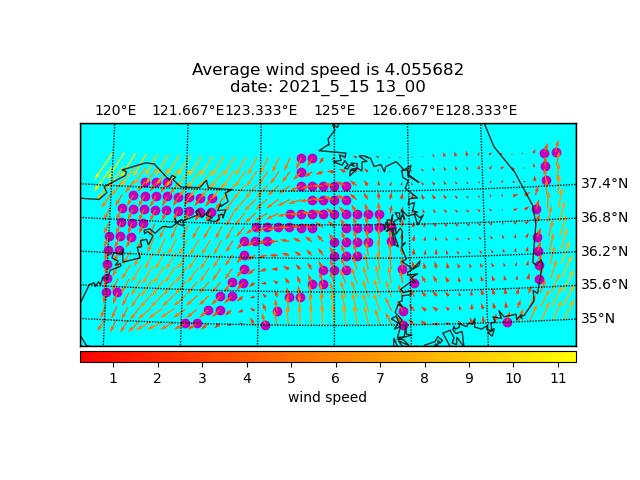 Average wind speed is 4.055682
date: 2021_5_15 13_00
120°E 121.667°E 123.333°E 125°E 126.667°E 128.333°E
37.4°N
36.8°N
36.2°N
35.6°N
35°N
1 2 3 4 5 6 7 8 9 10 11
wind speed